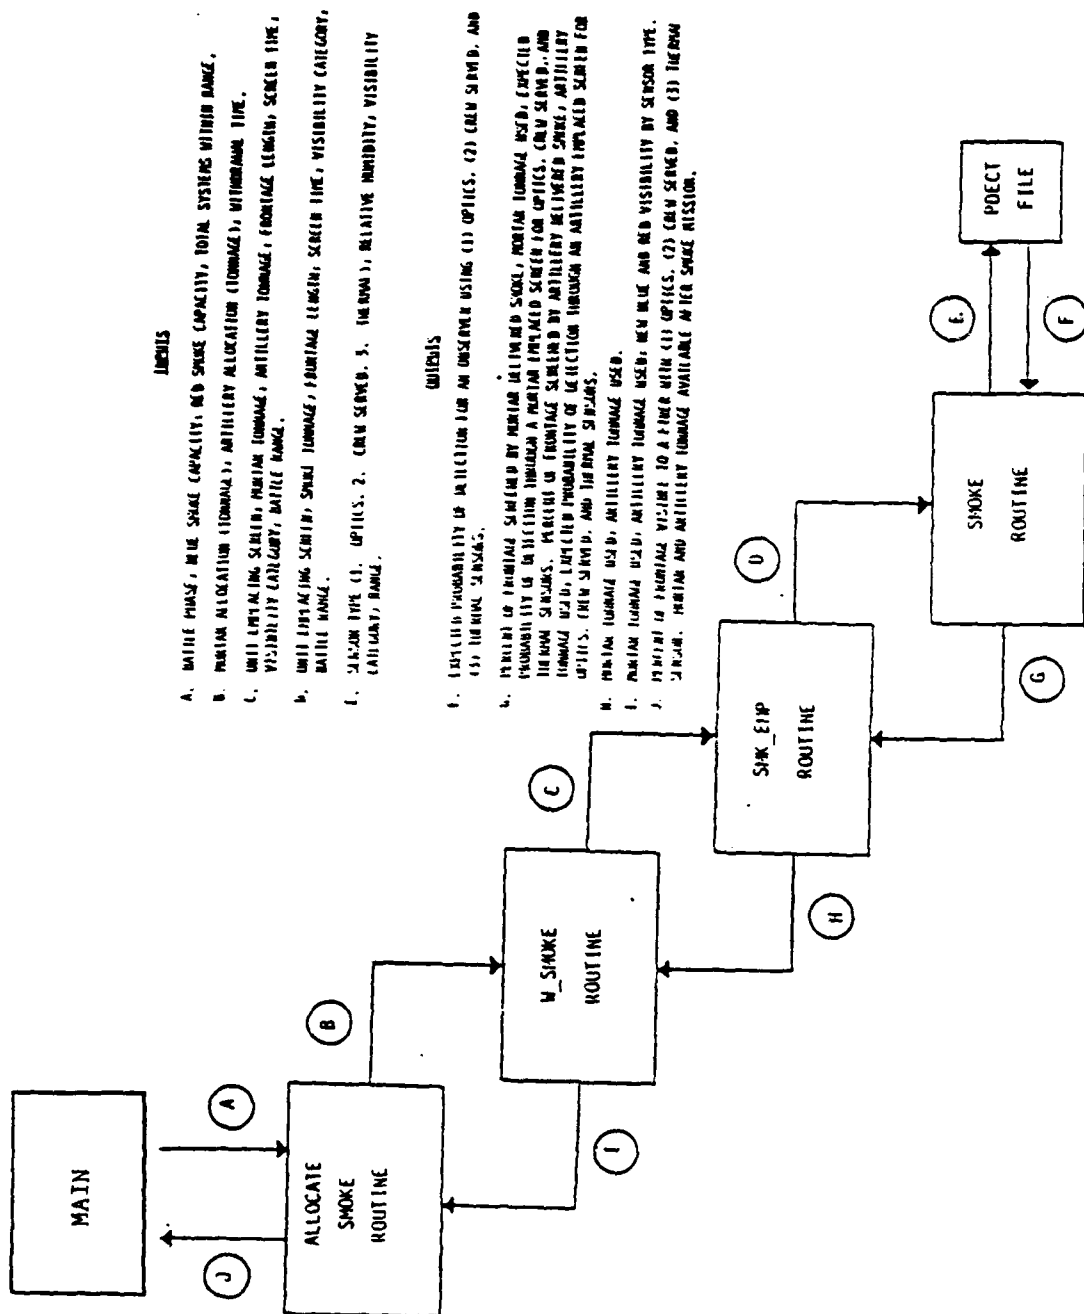 INPUTS
A. BATTLE PHASE, BLUE SMOKE CAPACITY, RED SMOKE CAPACITY, TOTAL SYSTEMS WITHIN RANGE.
B. MORTAR ALLOCATION (TONNAGE), ARTILLERY ALLOCATION (TONNAGE), WITHDRAWAL TIME.
C. UNIT EMPLACING SCREEN, MORTAR TONNAGE, ARTILLERY TONNAGE, FRONTAGE LENGTH, SCREEN TIME,
VISIBILITY CATEGORY, BATTLE RANGE.
D. UNIT EMPLACING SCREEN, SMOKE TONNAGE, FRONTAGE LENGTH, SCREEN TIME, VISIBILITY CATEGORY,
BATTLE RANGE.
E. SENSOR TYPE (1. OPTICS, 2. CREW SERVED, 3. THERMAL), RELATIVE HUMIDITY, VISIBILITY
CATEGORY, RANGE.
OUTPUTS
F. EXPECTED PROBABILITY OF DETECTION FOR AN OBSERVER USING (1) OPTICS, (2) CREW SERVED, AND
(3) THERMAL SENSORS.
G. PERCENT OF FRONTAGE SCREENED BY MORTAR DELIVERED SMOKE, MORTAR TONNAGE USED, EXPECTED
PROBABILITY OF DETECTION THROUGH A MORTAR EMPLACED SCREEN FOR OPTICS, CREW SERVED, AND
THERMAL SENSORS. PERCENT OF FRONTAGE SCREENED BY ARTILLERY DELIVERED SMOKE, ARTILLERY
TONNAGE USED, EXPECTED PROBABILITY OF DETECTION THROUGH AN ARTILLERY EMPLACED SCREEN FOR
OPTICS, CREW SERVED, AND THERMAL SENSORS.
H. MORTAR TONNAGE USED, ARTILLERY TONNAGE USED.
I. MORTAR TONNAGE USED, ARTILLERY TONNAGE USED, NEW BLUE AND RED VISIBILITY BY SENSOR TYPE.
J. PERCENT OF FRONTAGE VISIBLE TO A FIRER WITH (1) OPTICS, (2) CREW SERVED, AND (3) THERMAL
SENSOR. MORTAR AND ARTILLERY TONNAGE AVAILABLE AFTER SMOKE MISSION.
MAIN
J
A
ALLOCATE
SMOKE
ROUTINE
B
I
W_SMOKE
ROUTINE
C
H
SMK_EMP
ROUTINE
D
G
SMOKE
ROUTINE
E
F
PDECT
FILE